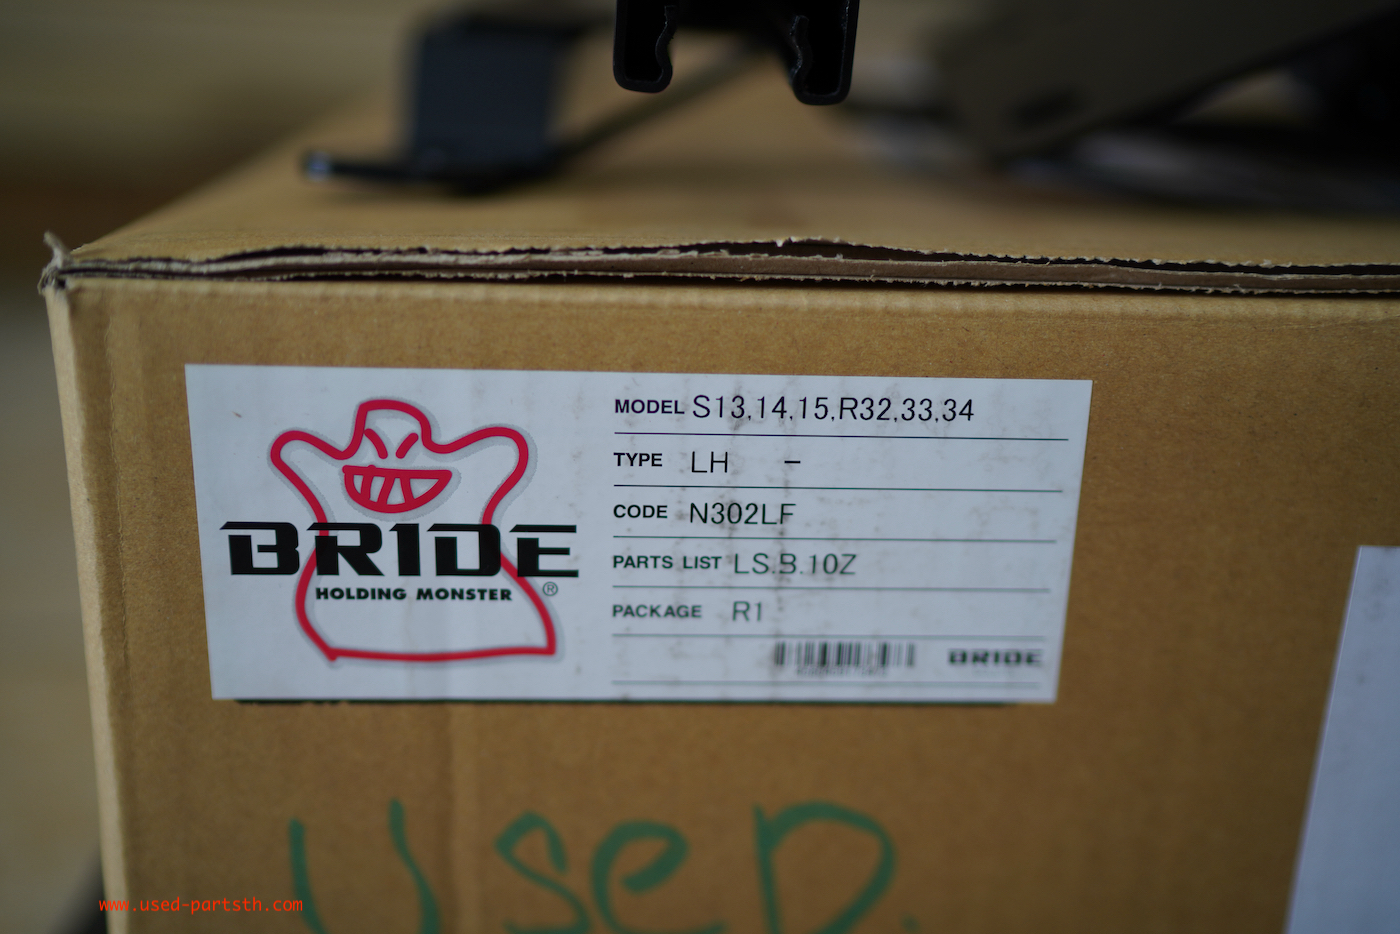 BRIDE
HOLDING MONSTER ®
MODEL S13,14,15,R32,33,34
TYPE LH –
CODE N302LF
PARTS LIST LS.B.10Z
PACKAGE R1
BRIDE
UseD.
www.used-partsth.com